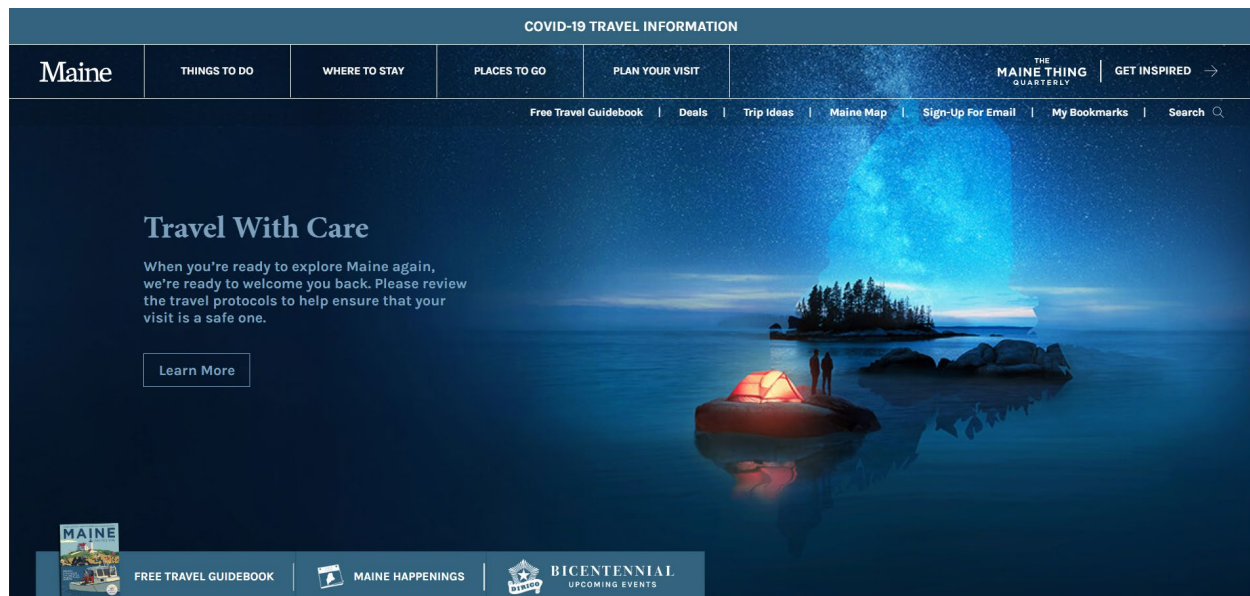 COVID-19 TRAVEL INFORMATION
Maine
THINGS TO DO
WHERE TO STAY
PLACES TO GO
PLAN YOUR VISIT
THE
MAINE THING
QUARTERLY
GET INSPIRED
Free Travel Guidebook | Deals | Trip Ideas | Maine Map | Sign-Up For Email | My Bookmarks | Search
Travel With Care
When you're ready to explore Maine again,
we're ready to welcome you back. Please review
the travel protocols to help ensure that your
visit is a safe one.
Learn More
MAINE
FREE TRAVEL GUIDEBOOK
MAINE HAPPENINGS
DIRIGO
BICENTENNIAL
UPCOMING EVENTS